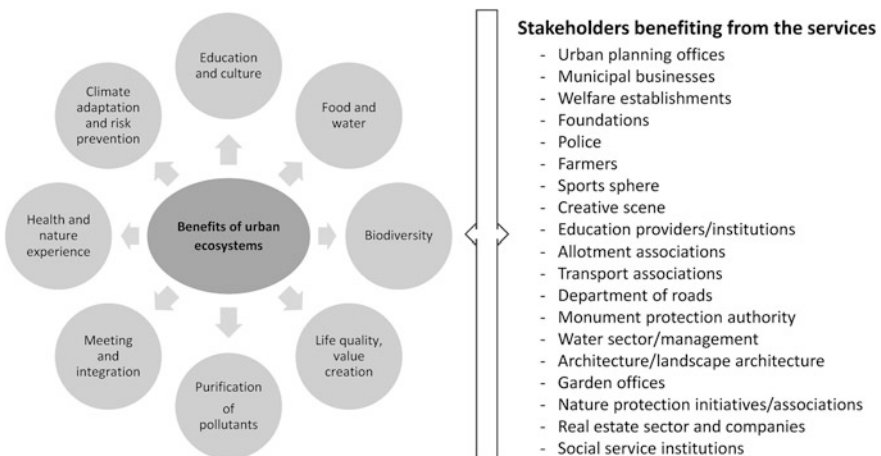 Education
and culture
Food and
water
Biodiversity
Life quality,
value
creation
Purification
of
pollutants
Meeting
and
integration
Health and
nature
experience
Climate
adaptation
and risk
prevention
Benefits of urban
ecosystems
Stakeholders benefiting from the services
- Urban planning offices
- Municipal businesses
- Welfare establishments
- Foundations
- Police
- Farmers
- Sports sphere
- Creative scene
- Education providers/institutions
- Allotment associations
- Transport associations
- Department of roads
- Monument protection authority
- Water sector/management
- Architecture/landscape architecture
- Garden offices
- Nature protection initiatives/associations
- Real estate sector and companies
- Social service institutions